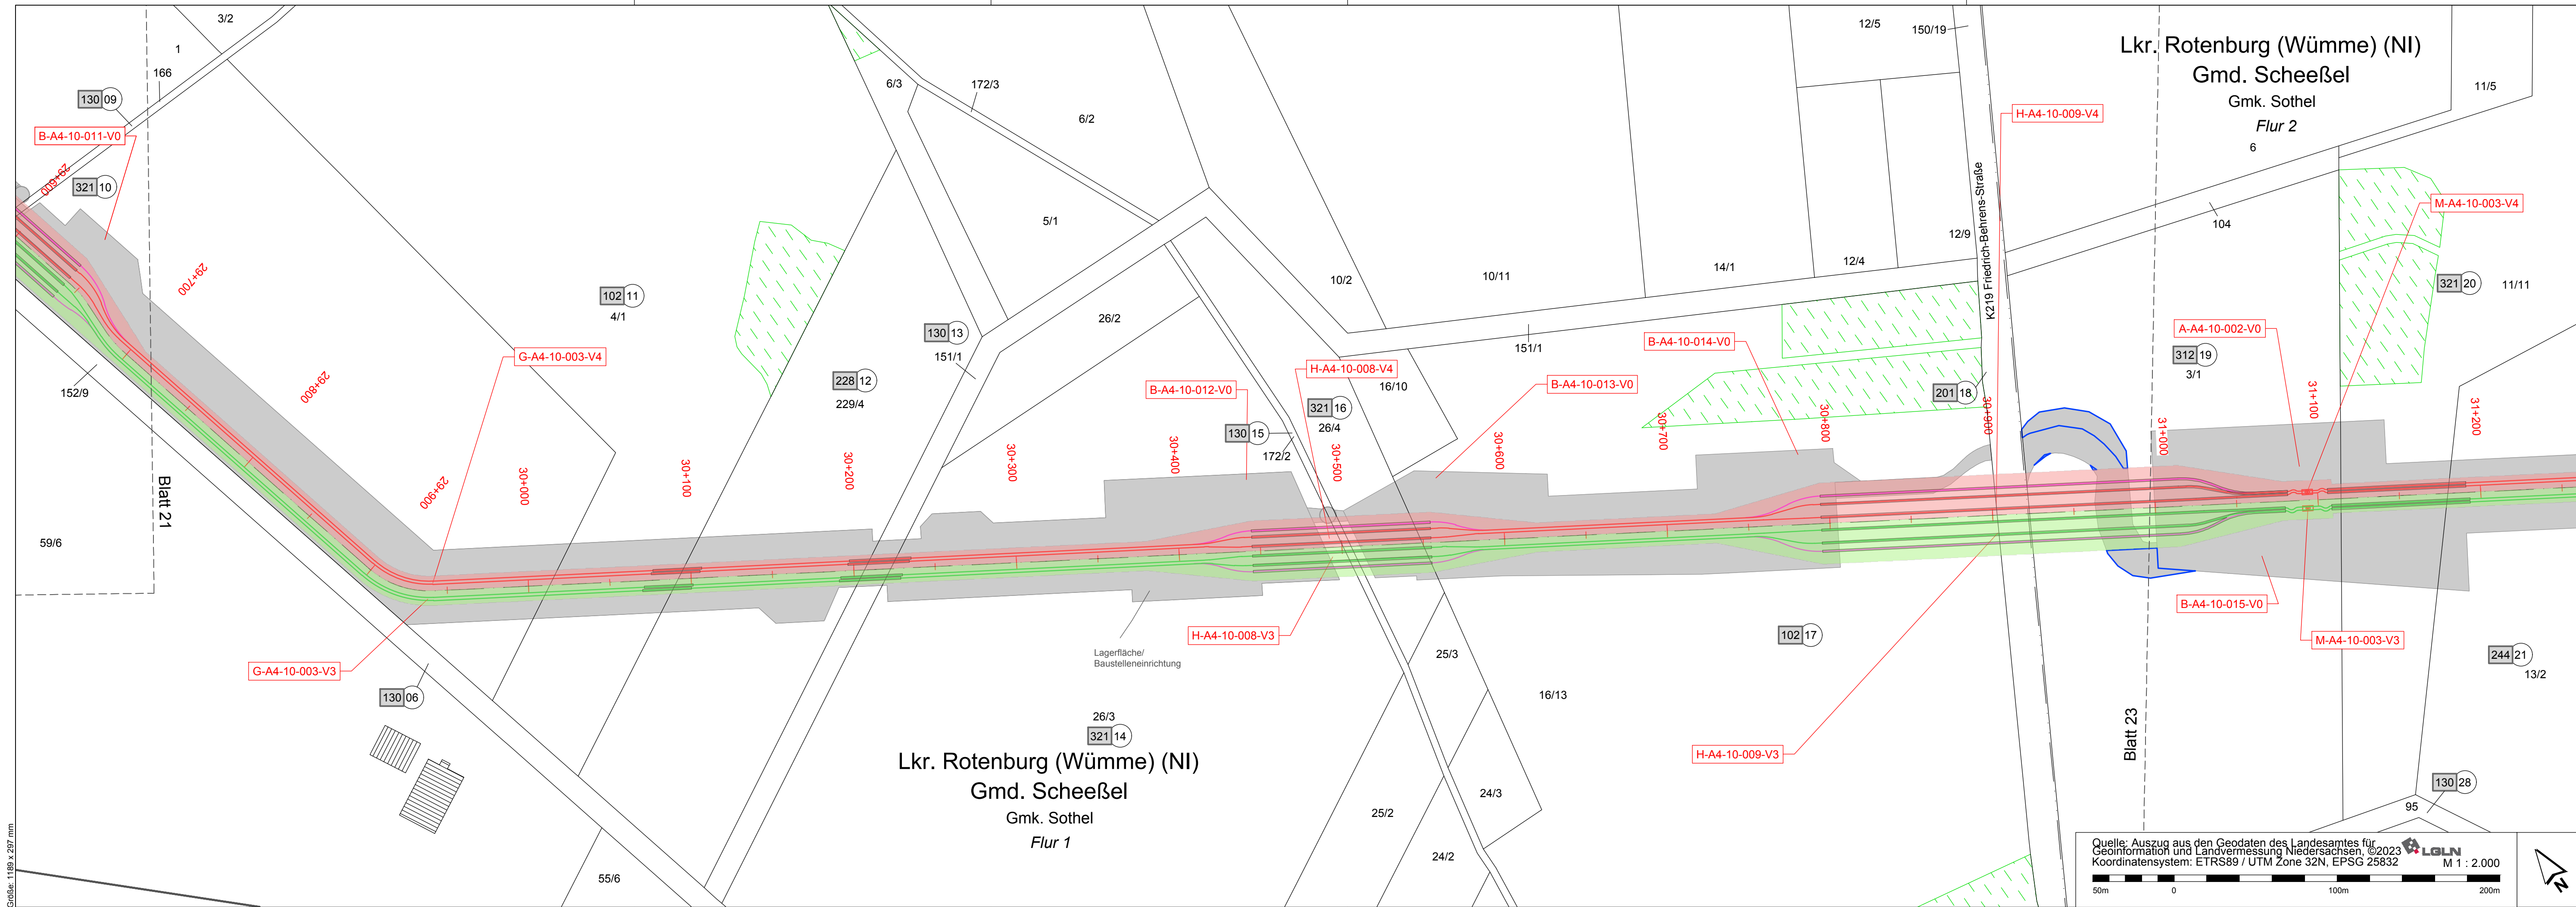 3/2
1
166
130 09
B-A4-10-011-V0
29+600
321 10
29+700
102 11
4/1
29+800
G-A4-10-003-V4
152/9
Blatt 21
59/6
29+900
30+000
30+100
G-A4-10-003-V3
130 06
55/6
6/3
172/3
6/2
5/1
228 12
229/4
130 13
151/1
26/2
30+200
30+300
30+400
B-A4-10-012-V0
130 15
172/2
H-A4-10-008-V4
321 16
26/4
30+500
H-A4-10-008-V3
Lagerfläche/
Baustelleneinrichtung
26/3
321 14
Lkr. Rotenburg (Wümme) (NI)
Gmd. Scheeßel
Gmk. Sothel
Flur 1
10/2
10/11
16/10
151/1
B-A4-10-013-V0
30+600
B-A4-10-014-V0
30+700
30+800
25/3
16/13
25/2
24/3
24/2
102 17
H-A4-10-009-V3
12/5
150/19
14/1
12/4
12/9
K219 Friedrich-Behrens-Straße
201 18
30+900
H-A4-10-009-V4
Lkr. Rotenburg (Wümme) (NI)
Gmd. Scheeßel
Gmk. Sothel
Flur 2
6
11/5
104
M-A4-10-003-V4
321 20
11/11
A-A4-10-002-V0
312 19
3/1
31+000
31+100
31+200
B-A4-10-015-V0
M-A4-10-003-V3
244 21
13/2
Blatt 23
130 28
95
Quelle: Auszug aus den Geodaten des Landesamtes für
Geoinformation und Landvermessung Niedersachsen, ©2023
LGLN
Koordinatensystem: ETRS89 / UTM Zone 32N, EPSG 25832
M 1 : 2.000
50m 0 100m 200m
N
Größe: 1189 x 297 mm